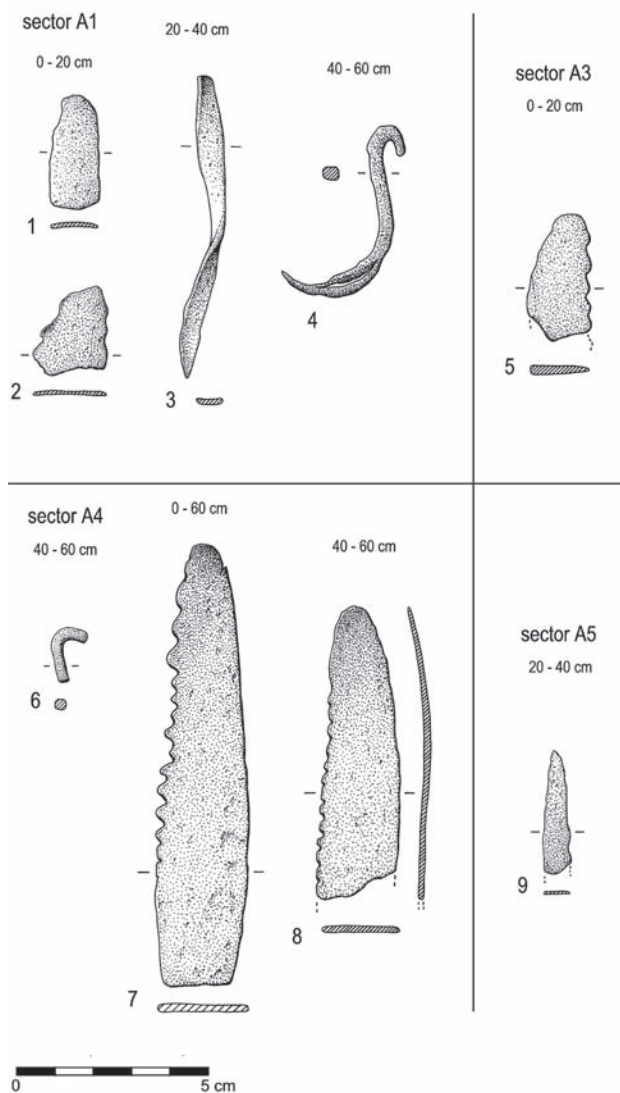 sector A1
0 - 20 cm
20 - 40 cm
40 - 60 cm
1
2
3
4
sector A3
0 - 20 cm
5
sector A4
40 - 60 cm
0 - 60 cm
40 - 60 cm
6
7
8
sector A5
20 - 40 cm
9
0 5 cm